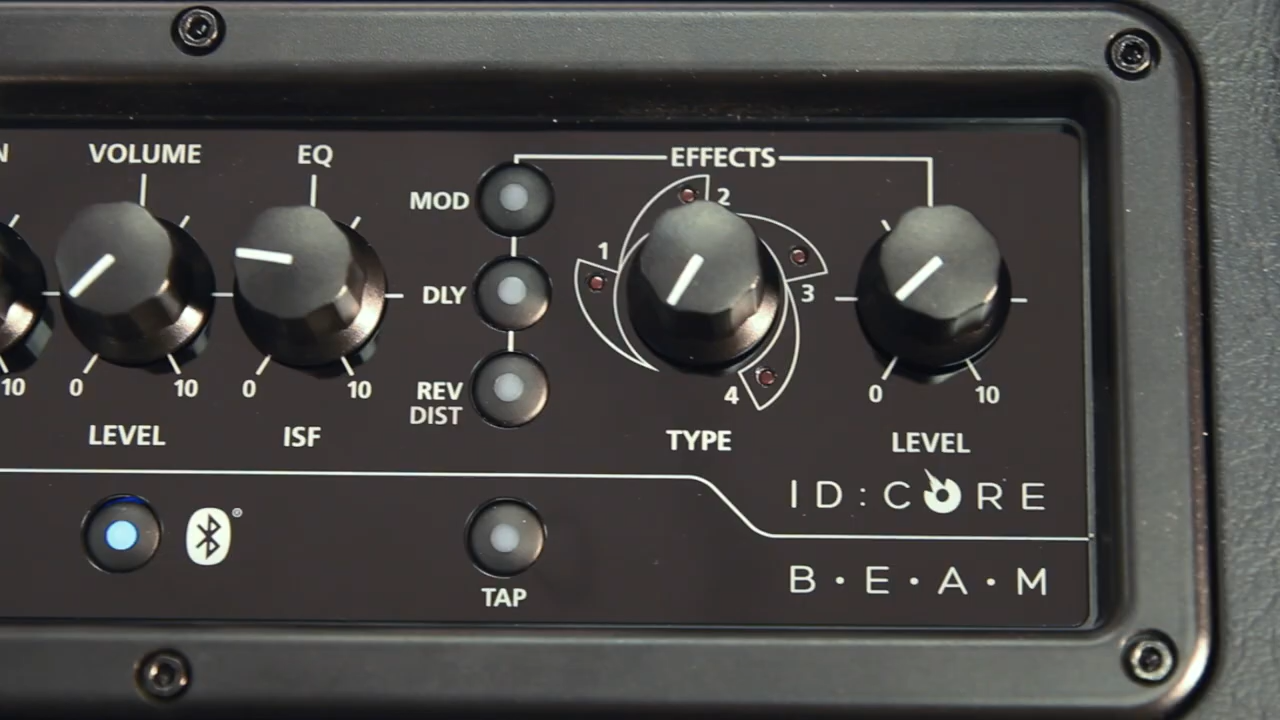 N
VOLUME
EQ
EFFECTS
MOD
2
1
DLY
3
10
0
10
0
10
REV
DIST
4
0
10
LEVEL
ISF
TYPE
LEVEL
ID:CORE
®
TAP
B·E·A·M